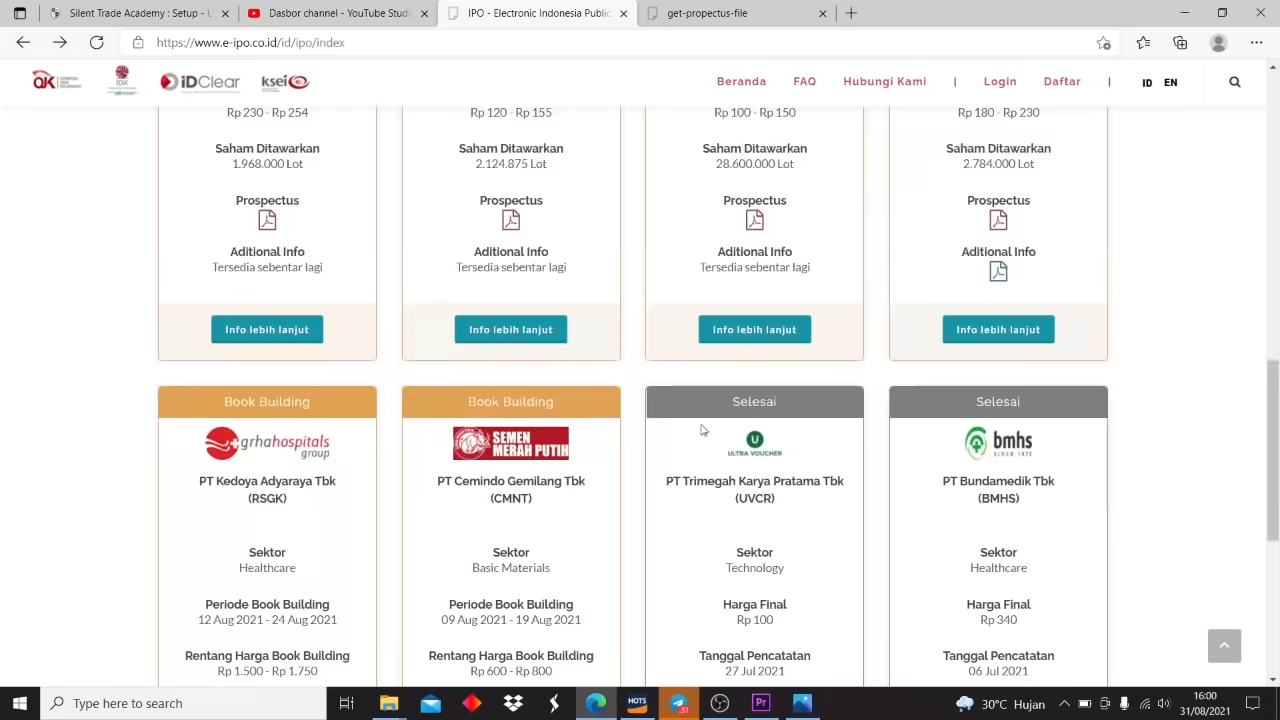 Setup - YouTube Studio
IPO | E-IPO Electronic Indonesia Public
get-propectus-file
https://www.e-ipo.co.id/id/ipo/index
IDX
iDClear
ksei
Beranda FAQ Hubungi Kami | Login Daftar | ID EN
Rp 230 - Rp 254
Rp 120 - Rp 155
Rp 100 - Rp 150
Rp 180 - Rp 230
Saham Ditawarkan
Saham Ditawarkan
Saham Ditawarkan
Saham Ditawarkan
1.968.000 Lot
2.124.875 Lot
28.600.000 Lot
2.784.000 Lot
Prospectus
Prospectus
Prospectus
Prospectus
Aditional Info
Aditional Info
Aditional Info
Aditional Info
Tersedia sebentar lagi
Tersedia sebentar lagi
Tersedia sebentar lagi
Info lebih lanjut
Info lebih lanjut
Info lebih lanjut
Info lebih lanjut
Book Building
Book Building
Selesai
Selesai
grhahospitals
group
SEMEN
MERAH PUTIH
U
ULTRA VOUCHER
bmhs
SINCE 1973
PT Kedoya Adyaraya Tbk
(RSGK)
PT Cemindo Gemilang Tbk
(CMNT)
PT Trimegah Karya Pratama Tbk
(UVCR)
PT Bundamedik Tbk
(BMHS)
Sektor
Sektor
Sektor
Sektor
Healthcare
Basic Materials
Technology
Healthcare
Periode Book Building
Periode Book Building
Harga Final
Harga Final
12 Aug 2021 - 24 Aug 2021
09 Aug 2021 - 19 Aug 2021
Rp 100
Rp 340
Rentang Harga Book Building
Rentang Harga Book Building
Tanggal Pencatatan
Tanggal Pencatatan
Rp 1.500 - Rp 1.750
Rp 600 - Rp 800
27 Jul 2021
06 Jul 2021
Type here to search
HOTS
Pr
30°C Hujan
16:00
31/08/2021